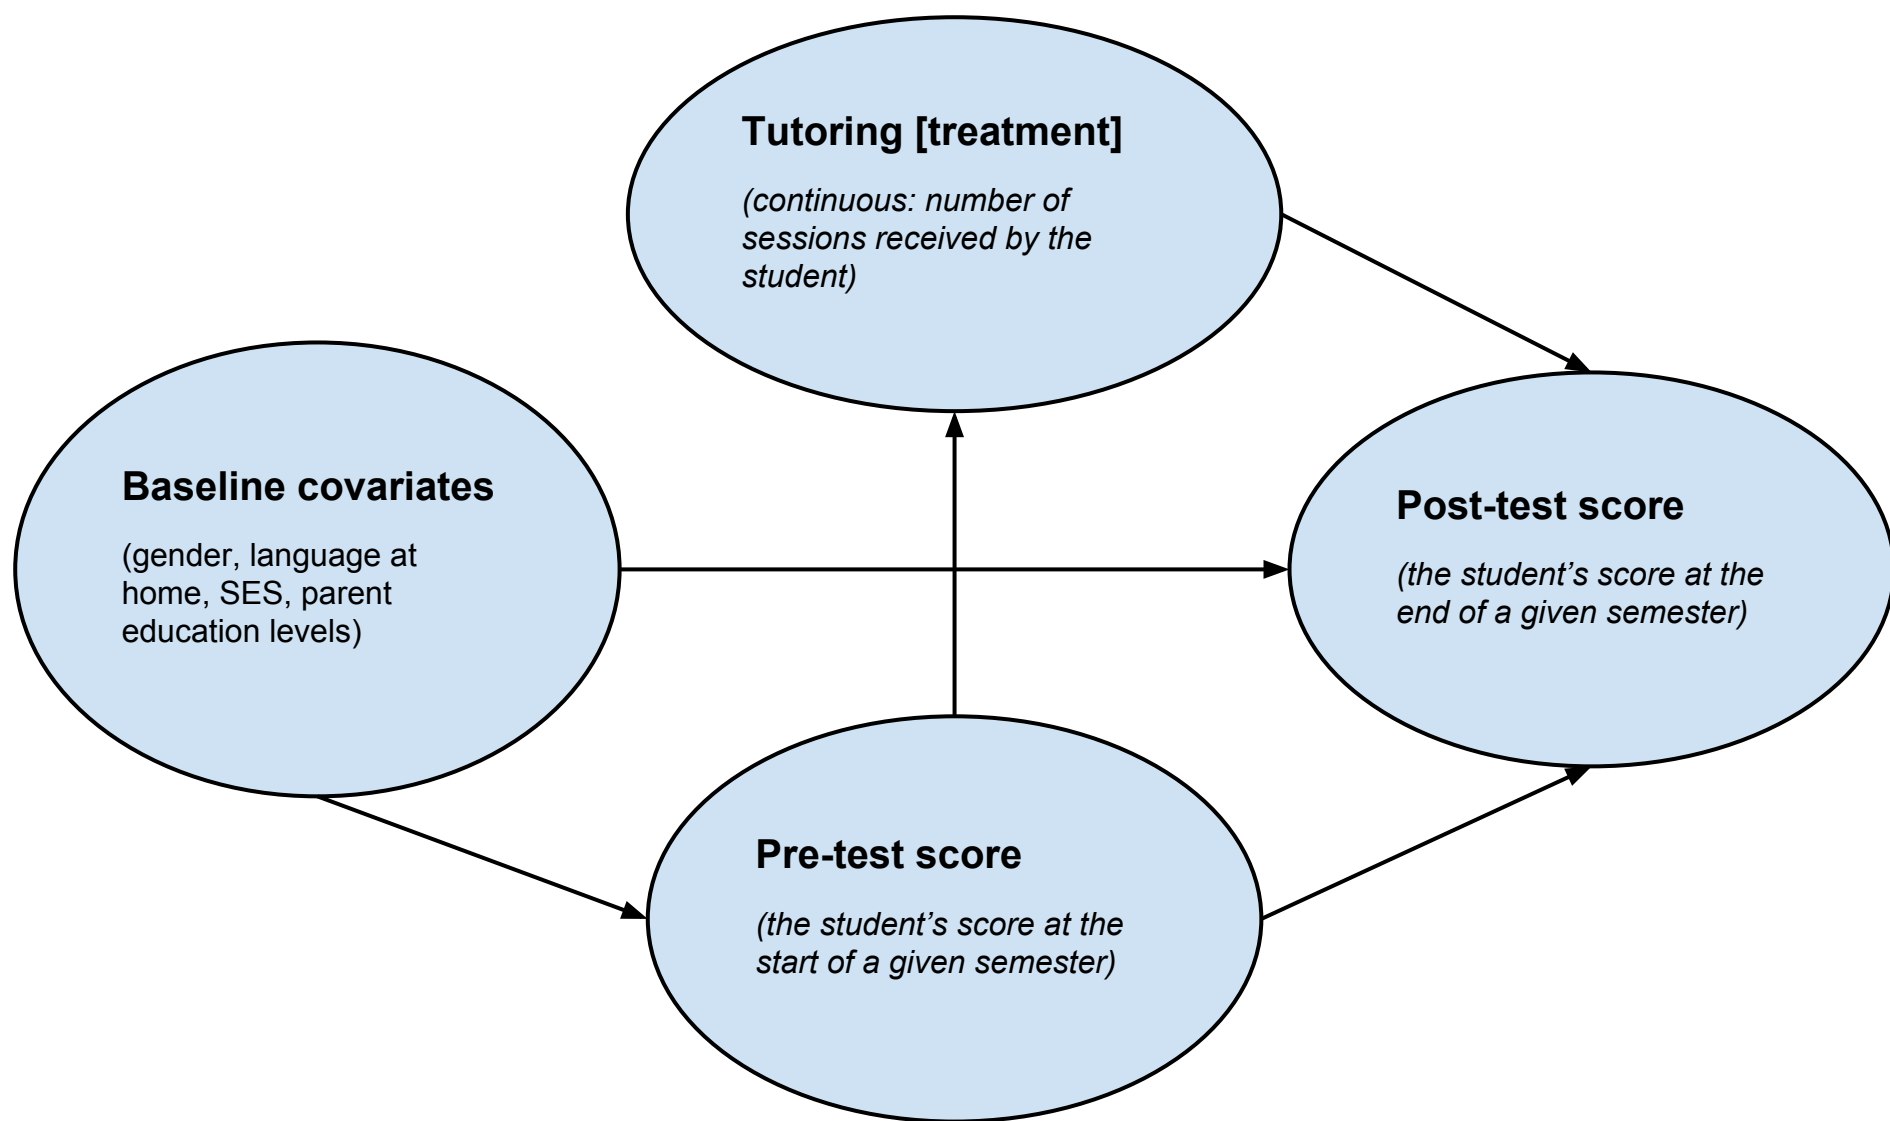 Tutoring [treatment]
(continuous: number of
sessions received by the
student)
Baseline covariates
(gender, language at
home, SES, parent
education levels)
Post-test score
(the student’s score at the
end of a given semester)
Pre-test score
(the student’s score at the
start of a given semester)